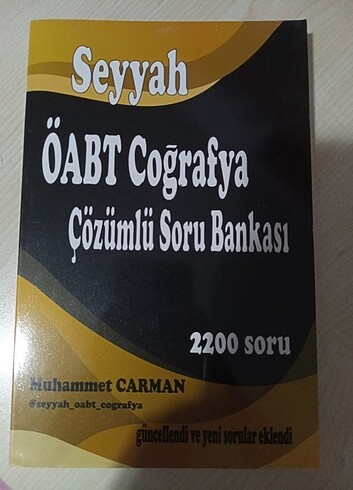 Seyyah
ÖABT Coğrafya
Çözümlü Soru Bankası
2200 soru
Muhammet CARMAN
@seyyah_oabt_cografya
güncellendi ve yeni sorular eklendi